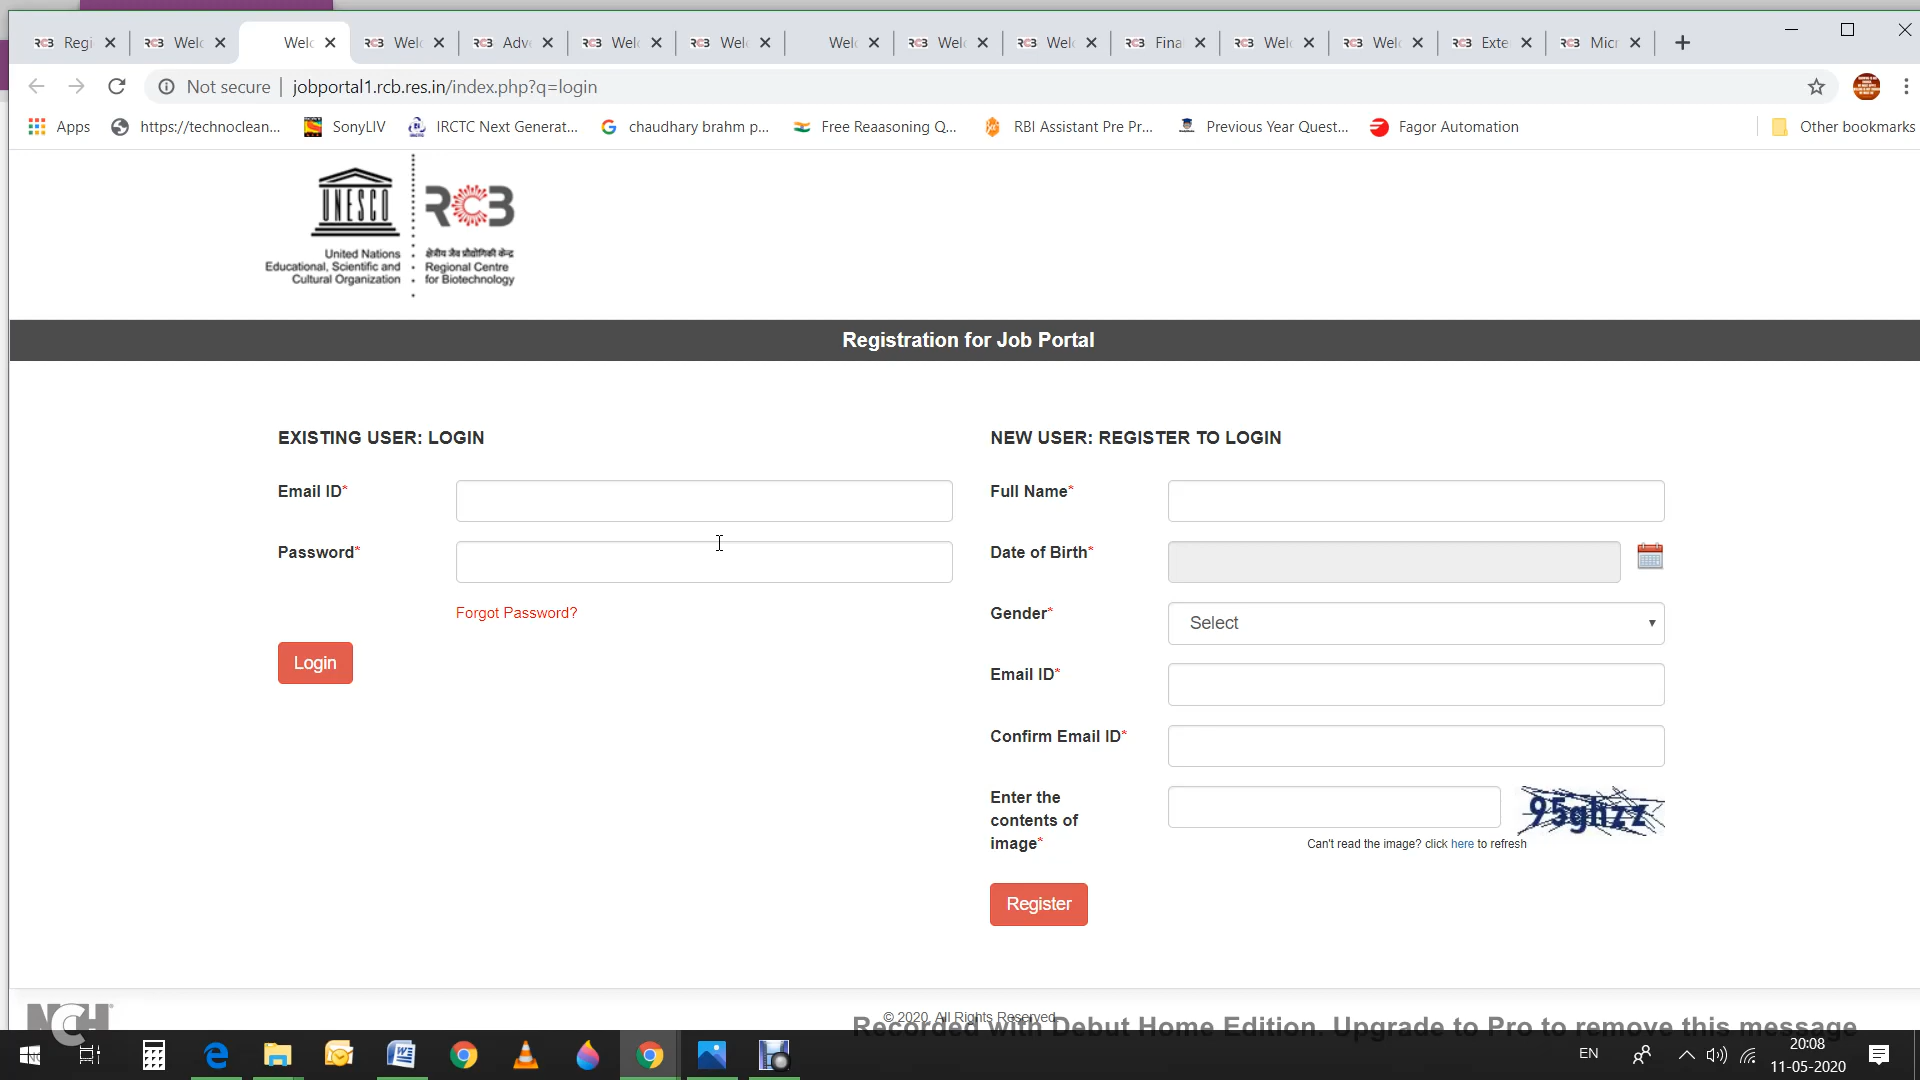 Regi
Welc
Welc
Welc
Adv
Welc
Welc
Welc
Welc
Welc
Fina
Welc
Welc
Exte
Micr
Not secure
jobportal1.rcb.res.in/index.php?q=login
Apps
https://technoclean...
SonyLIV
IRCTC Next Generat...
chaudhary brahm p...
Free Reaasoning Q...
RBI Assistant Pre Pr...
Previous Year Quest...
Fagor Automation
Other bookmarks
UNESCO
RCB
United Nations
Educational, Scientific and
Cultural Organization
क्षेत्रीय जैव प्रौद्योगिकी केन्द्र
Regional Centre
for Biotechnology
Registration for Job Portal
EXISTING USER: LOGIN
Email ID*
Password*
Forgot Password?
Login
NEW USER: REGISTER TO LOGIN
Full Name*
Date of Birth*
Gender*
Select
Email ID*
Confirm Email ID*
Enter the
contents of
image*
95ghzz
Can't read the image? click here to refresh
Register
NCH
© 2020. All Rights Reserved.
Recorded with Debut Home Edition. Upgrade to Pro to remove this message
EN
20:08
11-05-2020